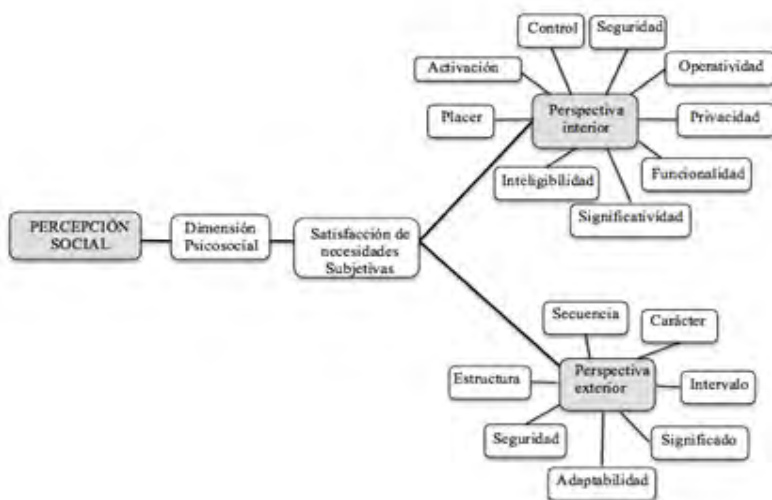 Control
Seguridad
Activación
Operatividad
Placer
Perspectiva
interior
Privacidad
Inteligibilidad
Funcionalidad
Significatividad
PERCEPCIÓN
SOCIAL
Dimensión
Psicosocial
Satisfacción de
necesidades
Subjetivas
Secuencia
Carácter
Estructura
Perspectiva
exterior
Intervalo
Seguridad
Significado
Adaptabilidad